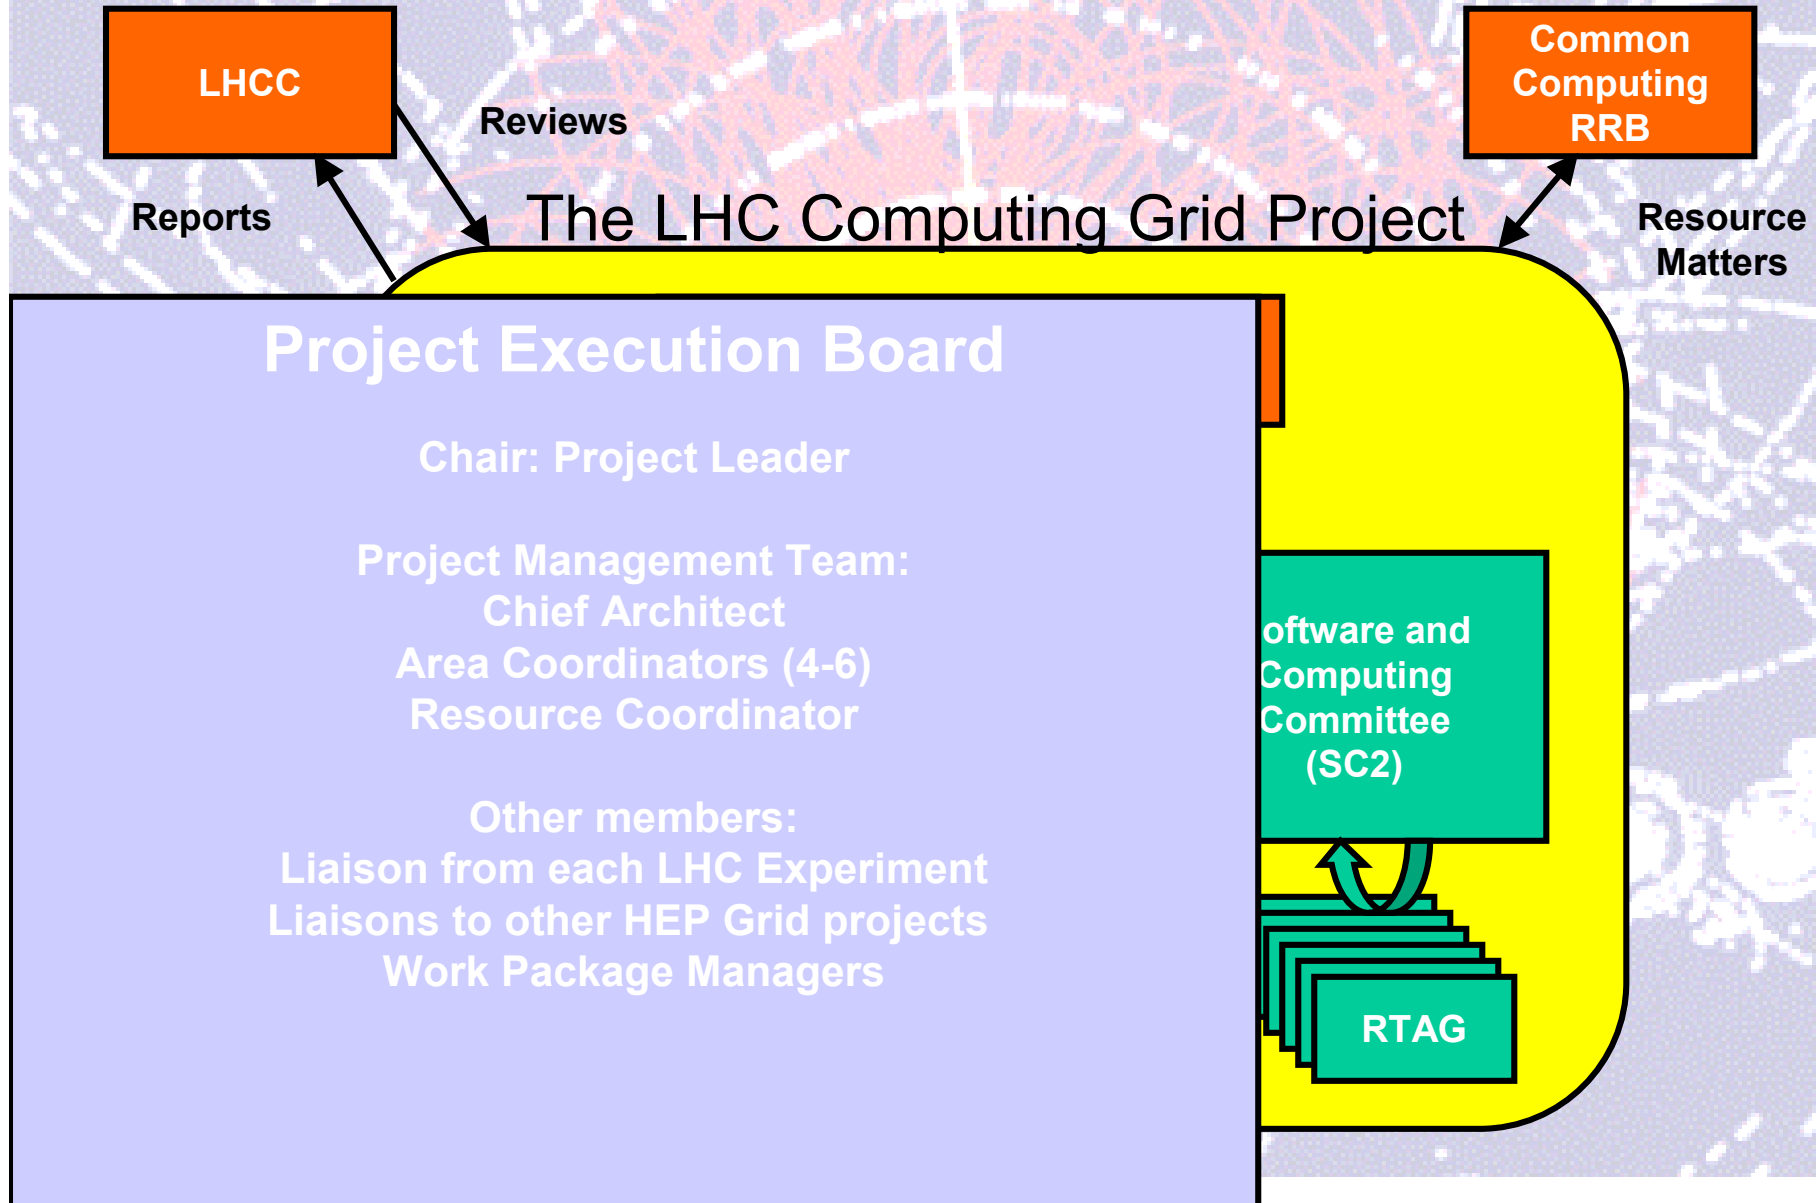 LHCC
Common
Computing
RRB
Reviews
Reports
The LHC Computing Grid Project
Resource
Matters
Project Execution Board
Chair: Project Leader
Project Management Team:
Chief Architect
Area Coordinators (4-6)
Resource Coordinator
Other members:
Liaison from each LHC Experiment
Liaisons to other HEP Grid projects
Work Package Managers
oftware and
Computing
Committee
(SC2)
RTAG